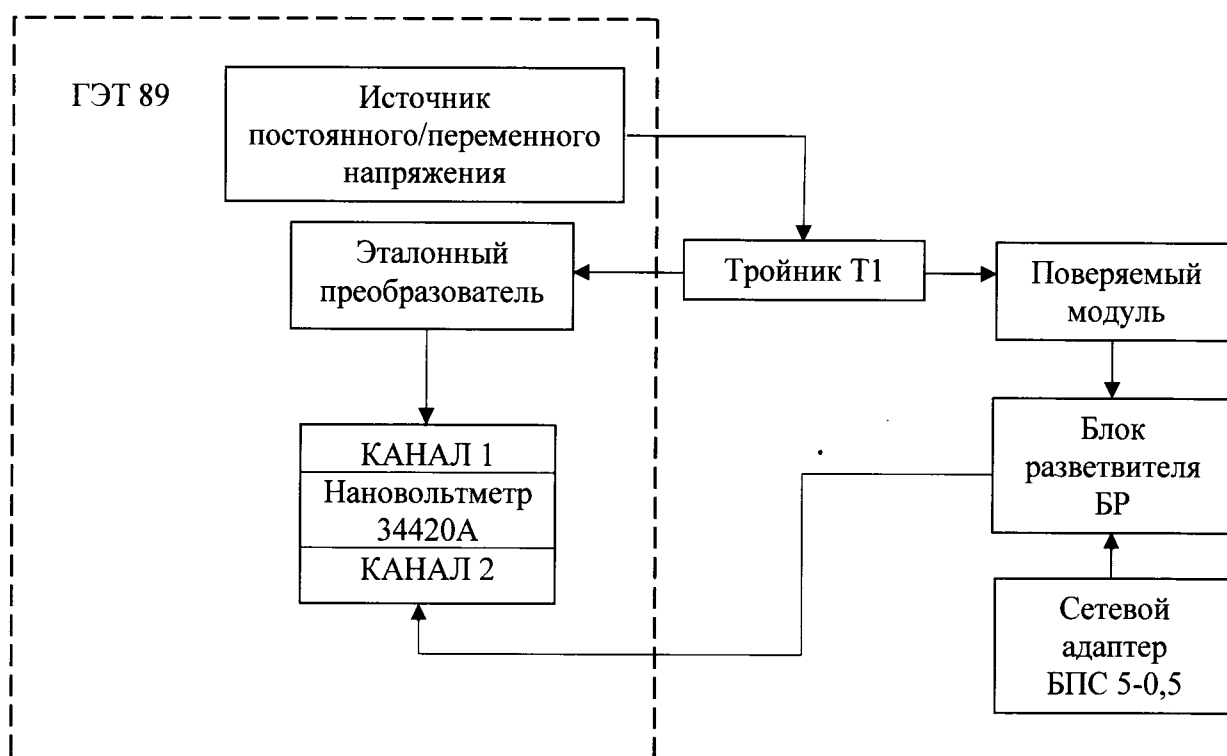 ГЭТ 89
Источник
постоянного/переменного
напряжения
Эталонный
преобразователь
Тройник Т1
Поверяемый
модуль
КАНАЛ 1
Нановольтметр
34420А
КАНАЛ 2
Блок
разветвителя
БР
Сетевой
адаптер
БПС 5-0,5